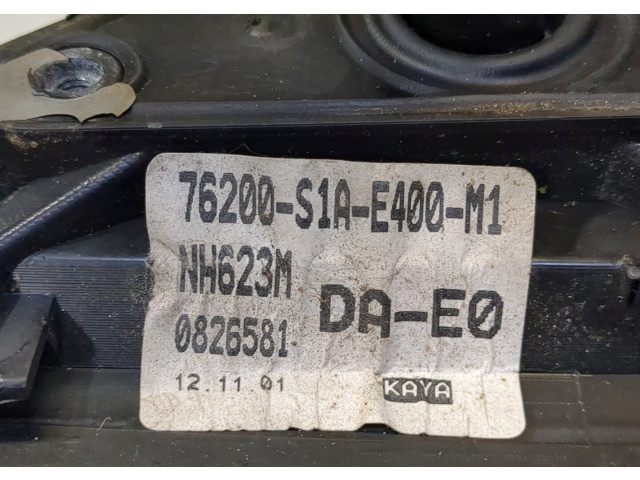 76200-S1A-E400-M1
NH623M
DA-E0
0826581
12.11.01
KAYA